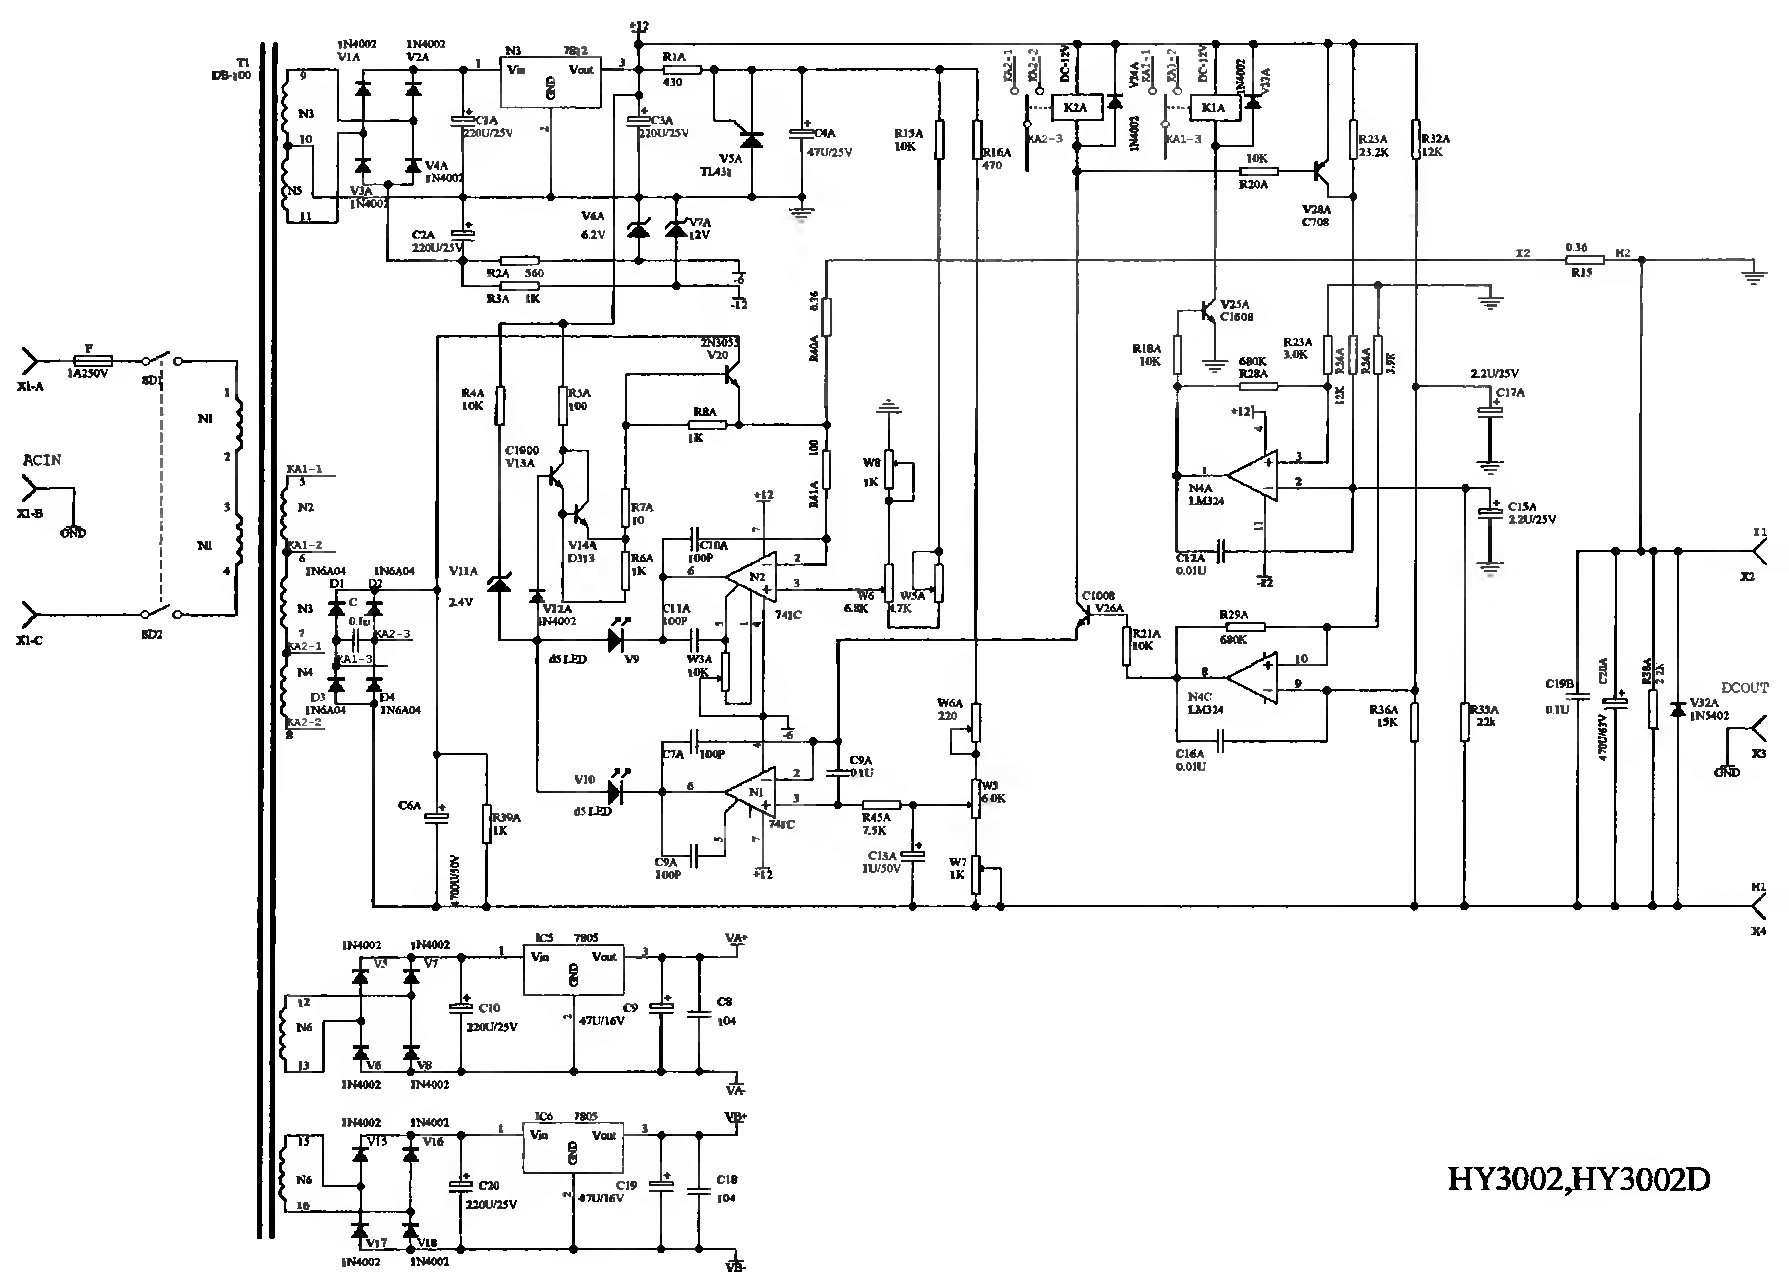 T1
DB-100
9
N3
10
N5
11
1N4002
V1A
1N4002
V2A
V3A
1N4002
V4A
1N4002
N3
7812
1
Vin
Vout
3
GND
2
+12
C1A
220U/25V
C2A
220U/25V
C3A
220U/25V
R1A
430
V5A
TL431
C4A
47U/25V
V6A
6.2V
V7A
12V
R2A
560
R3A
1K
-6
-12
R15A
10K
R16A
470
KA2-1
KA2-2
KA2-3
DC-12V
K2A
V24A
1N4002
KA1-1
KA1-2
KA1-3
DC-12V
K1A
1N4002
V23A
10K
R20A
V28A
C708
R23A
23.2K
R32A
12K
I2
0.36
R15
H2
X1-A
F
1A250V
SD1
ACIN
X1-B
GND
X1-C
SD2
1
N1
2
3
N1
4
KA1-1
5
N2
KA1-2
6
N3
7
KA2-1
N4
KA2-2
8
1N6A04
D1
1N6A04
D2
C
KA2-3
KA1-3
D3
1N6A04
D4
1N6A04
R4A
10K
R5A
100
2N3055
V20
R8A
1K
0.36
R40A
100
R41A
C1900
V13A
V14A
D313
R7A
10
R6A
1K
V11A
2.4V
V12A
1N4002
d5 LED
V9
C10A
100P
C11A
100P
W3A
10K
+12
7
2
6
N2
3
741C
5
1
4
-6
W8
1K
W6
6.8K
W5A
4.7K
V10
d5 LED
C7A
100P
C9A
100P
4
2
6
N1
3
741C
5
7
+12
C9A
0.1U
R45A
7.5K
C13A
1U/50V
W6A
220
W5
6.0K
W7
1K
C6A
4700U/50V
R39A
1K
V25A
C1608
R18A
10K
680K
R28A
R23A
3.0K
R24A
12K
R26A
3.9K
2.2U/25V
C17A
+12
4
1
3
2
N4A
LM324
11
-12
C12A
0.01U
C15A
2.2U/25V
C1008
V26A
R21A
10K
R29A
680K
8
10
9
N4C
LM324
C16A
0.01U
R36A
15K
R35A
22k
C19B
0.1U
C20A
470U/63V
R38A
2.2K
V32A
1N5402
I1
X2
DCOUT
X3
GND
H1
X4
1N4002
V5
1N4002
V7
12
N6
13
V6
1N4002
V8
1N4002
IC5
7805
1
Vin
Vout
3
GND
2
C10
220U/25V
47U/16V
C9
C8
104
VA+
VA-
1N4002
V15
1N4002
V16
15
N6
16
V17
1N4002
V18
1N4002
IC6
7805
1
Vin
Vout
3
GND
2
C20
220U/25V
47U/16V
C19
C18
104
VB+
VB-
HY3002,HY3002D